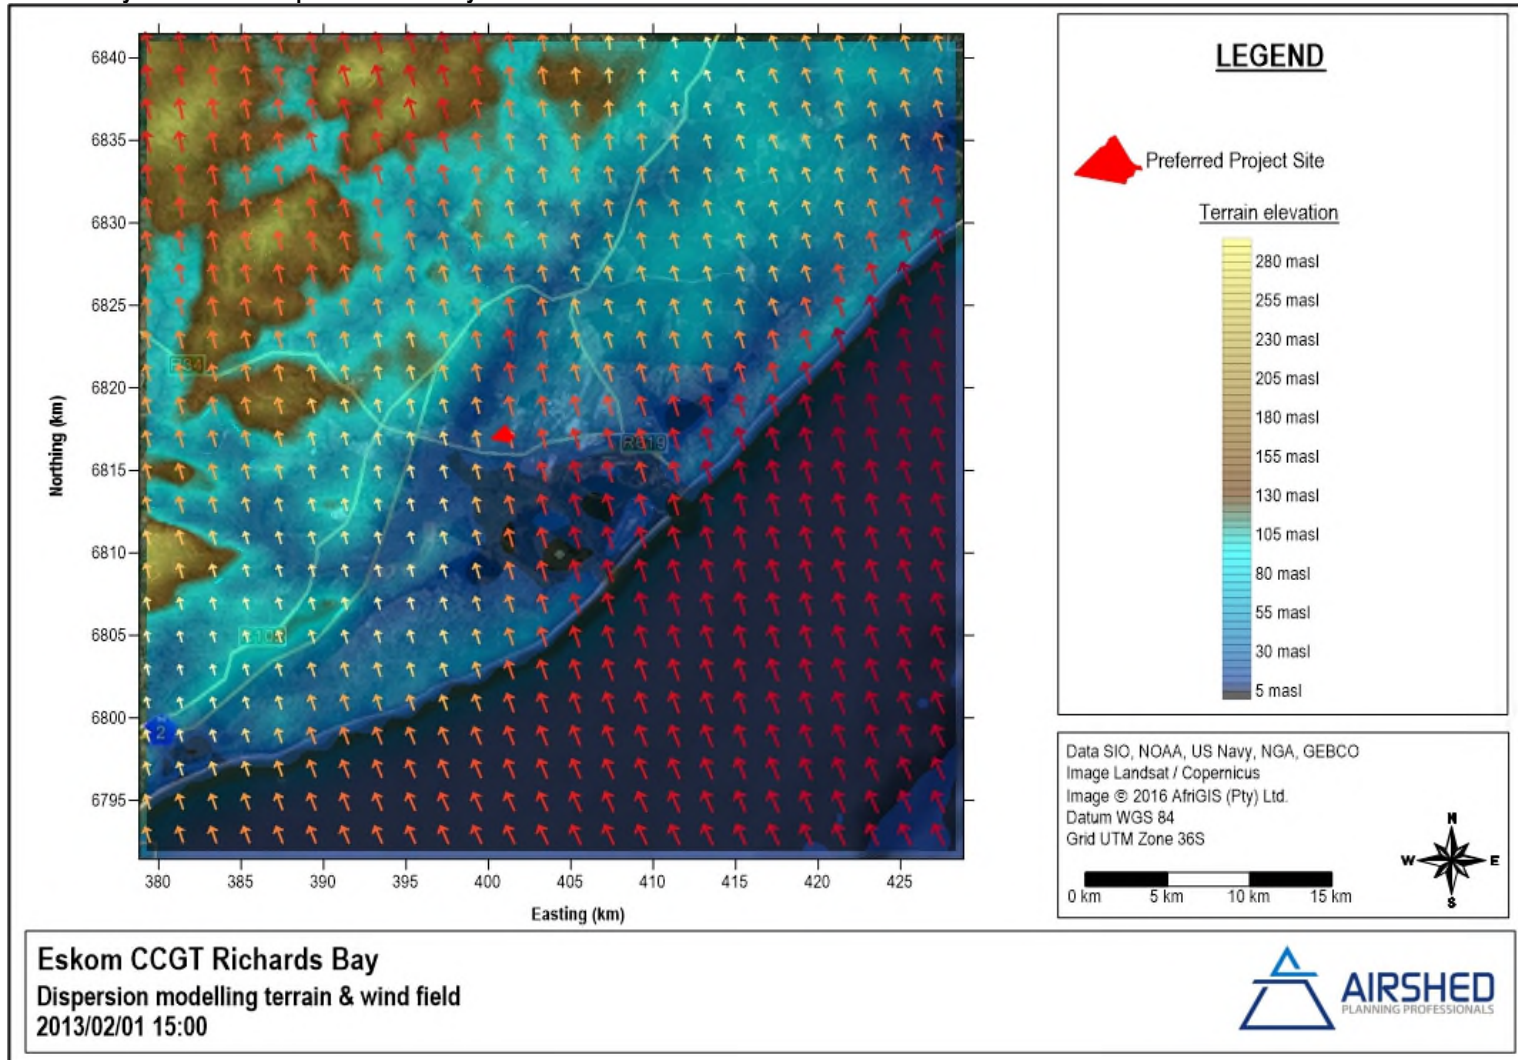 6840
6835
6830
6825
6820
6815
6810
6805
6800
6795
Northing (km)
380 385 390 395 400 405 410 415 420 425
Easting (km)
R34
R619
2
LEGEND
Preferred Project Site
Terrain elevation
280 masl
255 masl
230 masl
205 masl
180 masl
155 masl
130 masl
105 masl
80 masl
55 masl
30 masl
5 masl
Data SIO, NOAA, US Navy, NGA, GEBCO
Image Landsat / Copernicus
Image © 2016 AfriGIS (Pty) Ltd.
Datum WGS 84
Grid UTM Zone 36S
N
W E
S
0 km 5 km 10 km 15 km
Eskom CCGT Richards Bay
Dispersion modelling terrain & wind field
2013/02/01 15:00
AIRSHED
PLANNING PROFESSIONALS